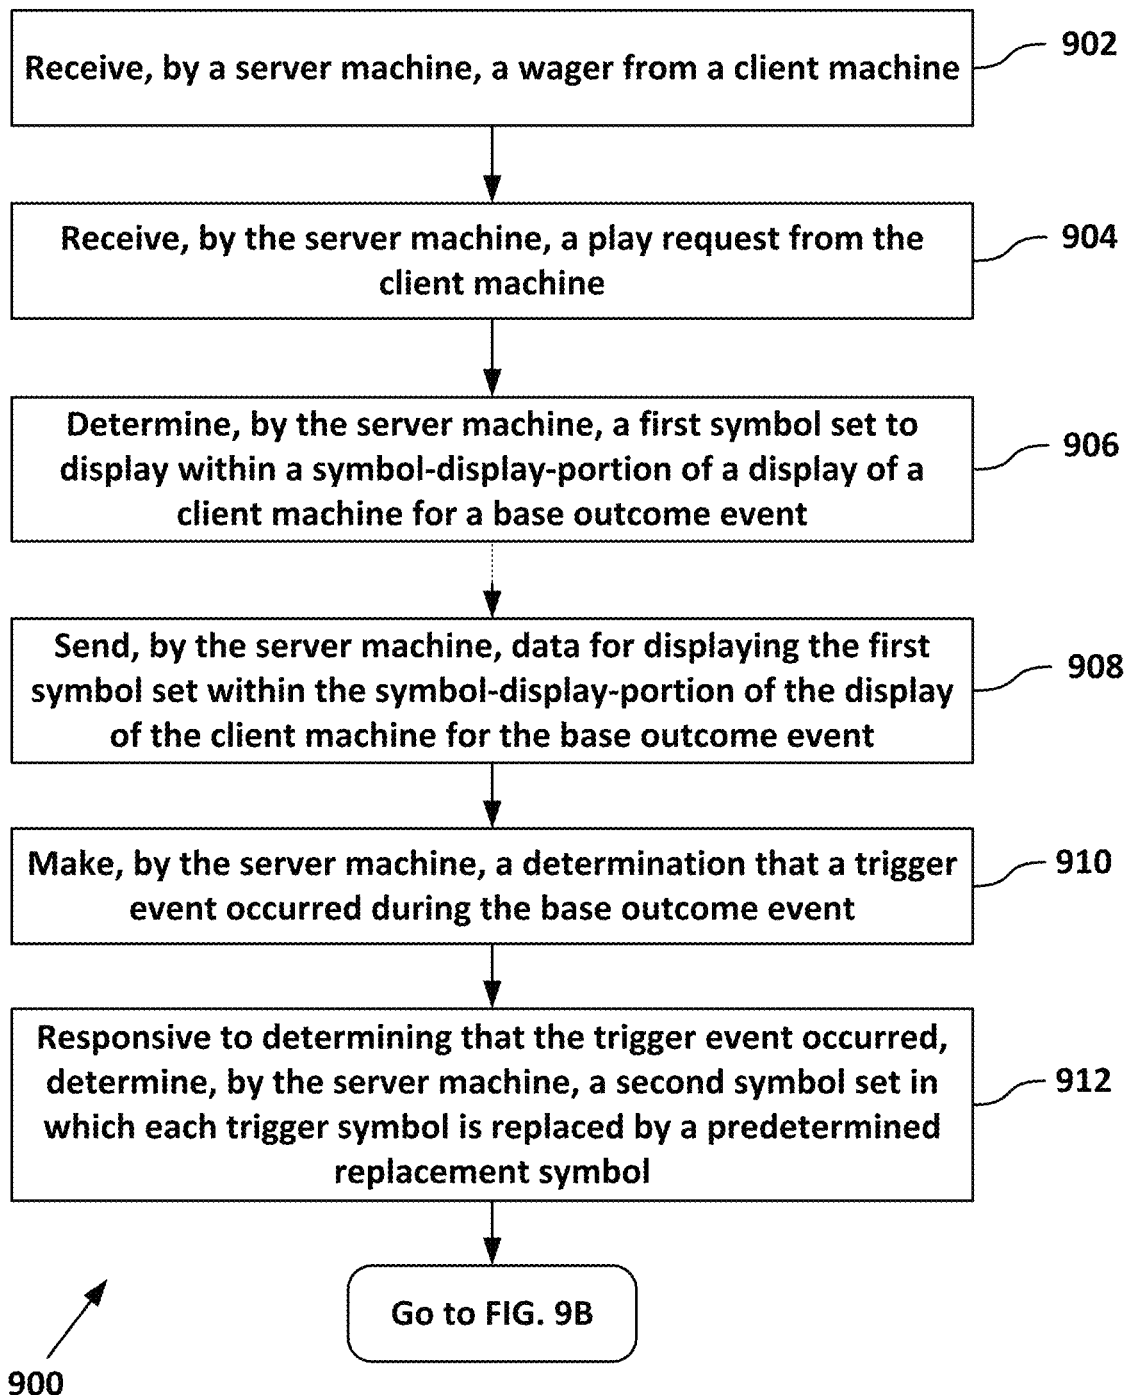 Receive, by a server machine, a wager from a client machine
902
Receive, by the server machine, a play request from the
client machine
904
Determine, by the server machine, a first symbol set to
display within a symbol-display-portion of a display of a
client machine for a base outcome event
906
Send, by the server machine, data for displaying the first
symbol set within the symbol-display-portion of the display
of the client machine for the base outcome event
908
Make, by the server machine, a determination that a trigger
event occurred during the base outcome event
910
Responsive to determining that the trigger event occurred,
determine, by the server machine, a second symbol set in
which each trigger symbol is replaced by a predetermined
replacement symbol
912
Go to FIG. 9B
900